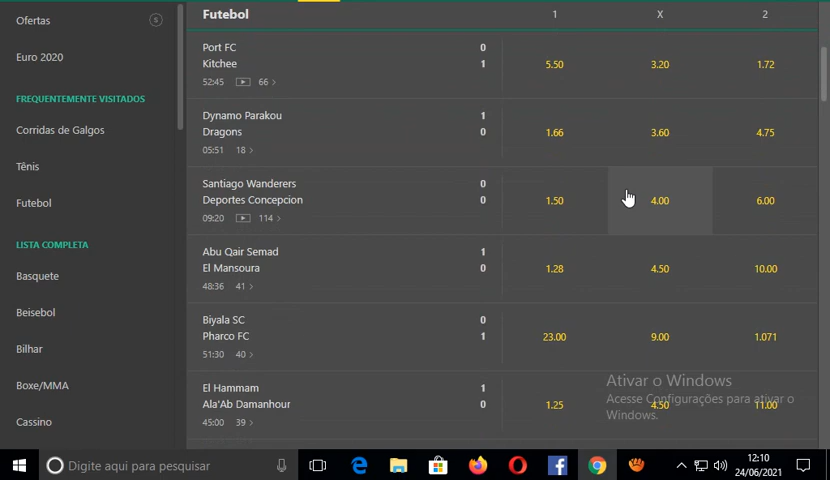 Ofertas
5
Euro 2020
FREQUENTEMENTE VISITADOS
Corridas de Galgos
Tênis
Futebol
LISTA COMPLETA
Basquete
Beisebol
Bilhar
Boxe/MMA
Cassino
Futebol 1 X 2
Port FC 0
Kitchee 1
5.50 3.20 1.72
52:45 66 >
Dynamo Parakou 1
Dragons 0
1.66 3.60 4.75
05:51 18 >
Santiago Wanderers 0
Deportes Concepcion 0
1.50 4.00 6.00
09:20 114 >
Abu Qair Semad 1
El Mansoura 0
1.28 4.50 10.00
48:36 41 >
Biyala SC 0
Pharco FC 1
23.00 9.00 1.071
51:30 40 >
El Hammam 1
Ala'Ab Damanhour 0
1.25 4.50 11.00
45:00 39 >
Ativar o Windows
Acesse Configurações para ativar o
Windows.
Digite aqui para pesquisar
12:10
24/06/2021